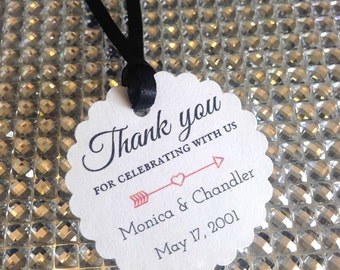 Thank you
FOR CELEBRATING WITH US
Monica & Chandler
May 17, 2001